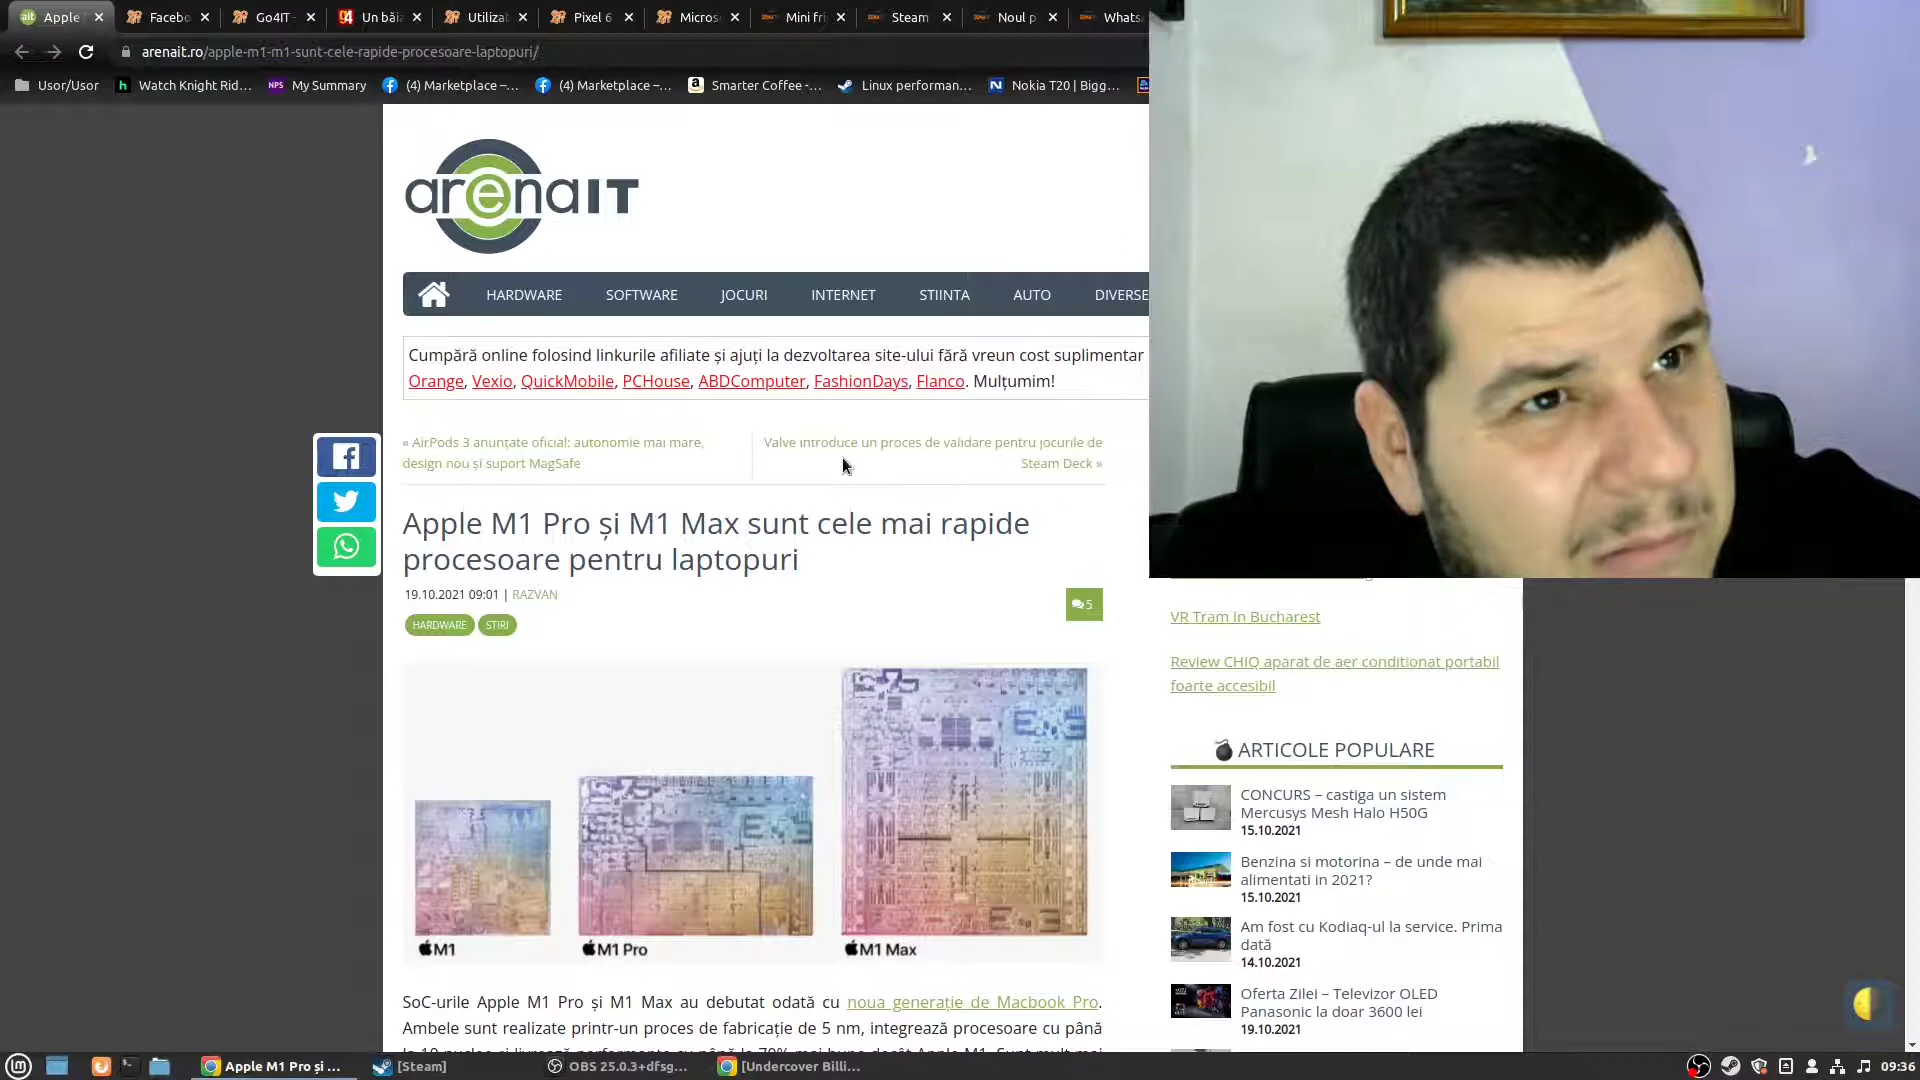 Apple
Facebo
Go4IT -
Un băia
Utilizat
Pixel 6
Micros
Mini fri
Steam
Noul p
Whats
arenait.ro/apple-m1-m1-sunt-cele-rapide-procesoare-laptopuri/
Usor/Usor
Watch Knight Rid...
NPS My Summary
(4) Marketplace –...
(4) Marketplace –...
Smarter Coffee -...
Linux performan...
Nokia T20 | Bigg...
arenaIT
HARDWARE SOFTWARE JOCURI INTERNET STIINTA AUTO DIVERSE
Cumpără online folosind linkurile afiliate și ajuți la dezvoltarea site-ului fără vreun cost suplimentar
Orange, Vexio, QuickMobile, PCHouse, ABDComputer, FashionDays, Flanco. Mulțumim!
« AirPods 3 anunțate oficial: autonomie mai mare,
design nou și suport MagSafe
Valve introduce un proces de validare pentru jocurile de
Steam Deck »
Apple M1 Pro și M1 Max sunt cele mai rapide
procesoare pentru laptopuri
19.10.2021 09:01 | RAZVAN
5
HARDWARE STIRI
M1
M1 Pro
M1 Max
SoC-urile Apple M1 Pro și M1 Max au debutat odată cu noua generație de Macbook Pro.
Ambele sunt realizate printr-un proces de fabricație de 5 nm, integrează procesoare cu până
VR Tram in Bucharest
Review CHIQ aparat de aer conditionat portabil
foarte accesibil
ARTICOLE POPULARE
CONCURS – castiga un sistem
Mercusys Mesh Halo H50G
15.10.2021
Benzina si motorina – de unde mai
alimentati in 2021?
15.10.2021
Am fost cu Kodiaq-ul la service. Prima
dată
14.10.2021
Oferta Zilei – Televizor OLED
Panasonic la doar 3600 lei
19.10.2021
Apple M1 Pro și ...
[Steam]
OBS 25.0.3+dfsg...
[Undercover Billi...
09:36